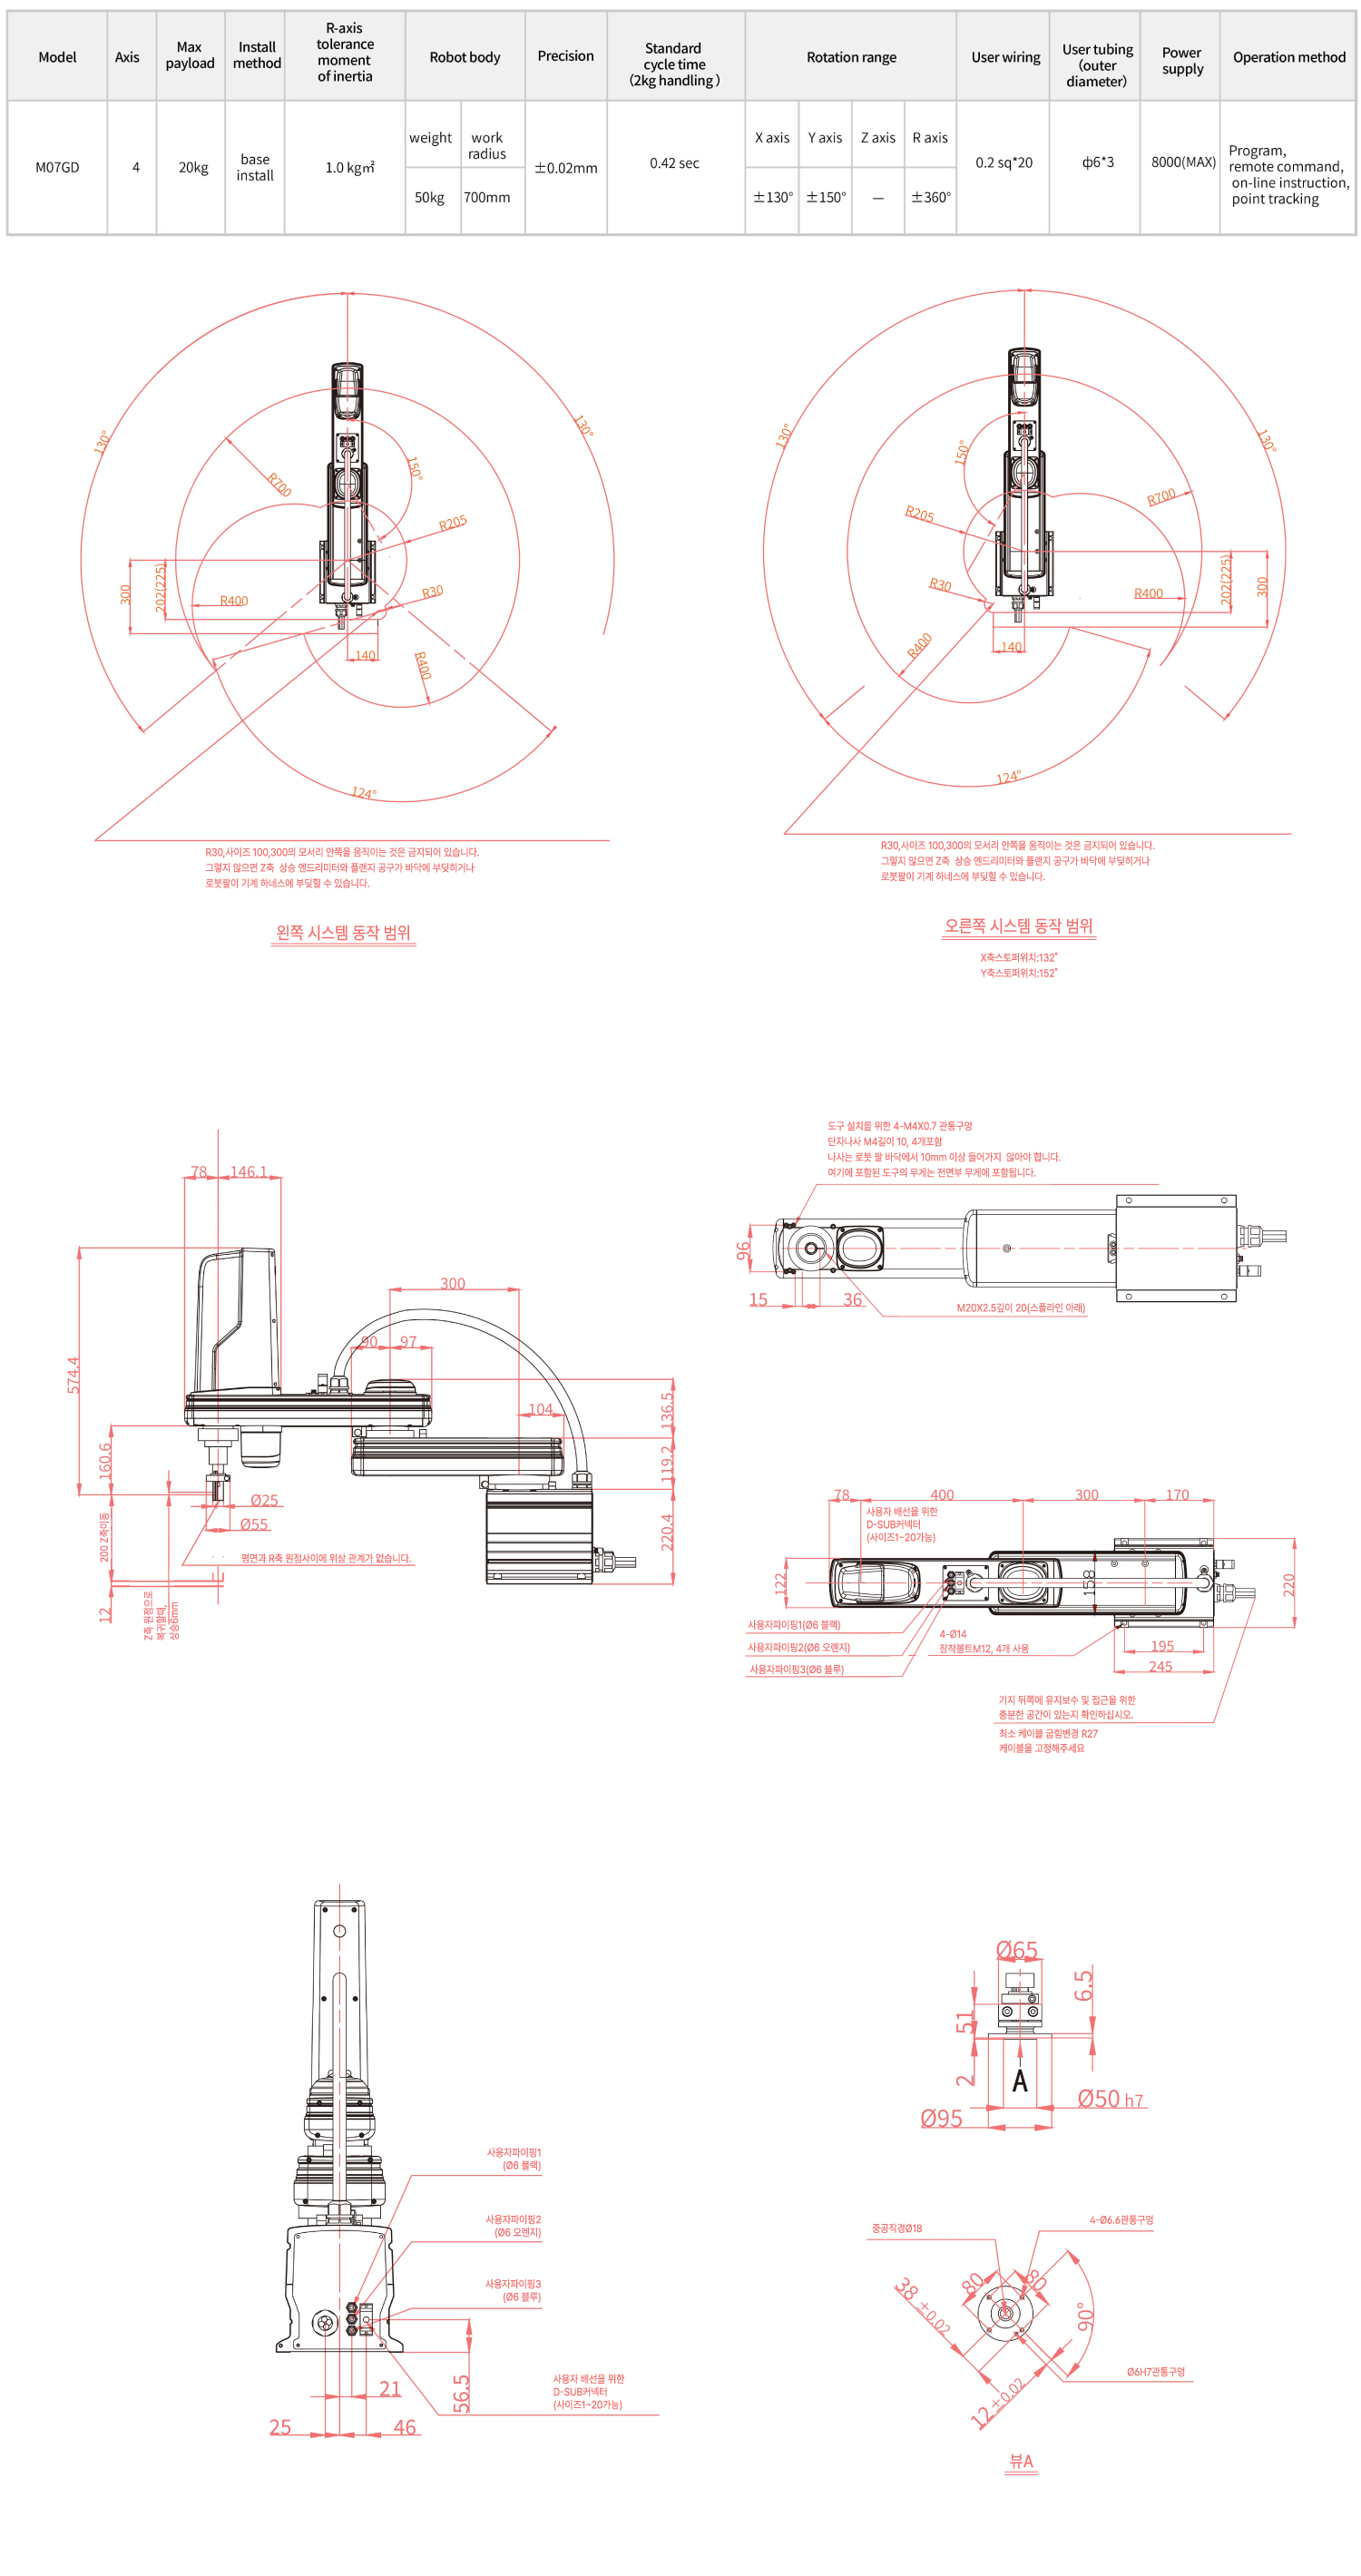 Model
Axis
Max
payload
Install
method
R-axis
tolerance
moment
of inertia
Robot body
Precision
Standard
cycle time
(2kg handling )
Rotation range
User wiring
User tubing
(outer
diameter)
Power
supply
Operation method
M07GD
4
20kg
base
install
1.0 kg㎡
weight
work
radius
50kg
700mm
±0.02mm
0.42 sec
X axis
Y axis
Z axis
R axis
±130°
±150°
—
±360°
0.2 sq*20
ф6*3
8000(MAX)
Program,
remote command,
on-line instruction,
point tracking
130°
130°
150°
R700
R205
300
202(225)
R400
R30
140
R400
124°
R30,사이즈 100,300의 모서리 안쪽을 움직이는 것은 금지되어 있습니다.
그렇지 않으면 Z축  상승 엔드리미터와 플랜지 공구가 바닥에 부딪히거나
로봇팔이 기계 하네스에 부딪힐 수 있습니다.
왼쪽 시스템 동작 범위
130°
130°
150°
R700
R205
R30
R400
202(225)
300
140
R400
124°
R30,사이즈 100,300의 모서리 안쪽을 움직이는 것은 금지되어 있습니다.
그렇지 않으면 Z축  상승 엔드리미터와 플랜지 공구가 바닥에 부딪히거나
로봇팔이 기계 하네스에 부딪힐 수 있습니다.
오른쪽 시스템 동작 범위
X축스토퍼위치:132°
Y축스토퍼위치:152°
78
146.1
300
90
97
574.4
136.5
104
119.2
160.6
220.4
Ø25
Ø55
200 Z축이동
평면과 R축 원점사이에 위상 관계가 없습니다.
12
Z축 원점으로
복귀할때,
상승6mm
도구 설치를 위한 4-M4X0.7 관통구멍
단자나사 M4길이 10, 4개포함
나사는 로봇 팔 바닥에서 10mm 이상 들어가지  않아야 합니다.
여기에 포함된 도구의 무게는 전면부 무게에 포함됩니다.
96
15
36
M20X2.5깊이 20(스플라인 아래)
78
400
300
170
사용자 배선을 위한
D-SUB커넥터
(사이즈1~20가능)
122
158
220
사용자파이핑1(Ø6 블랙)
사용자파이핑2(Ø6 오렌지)
사용자파이핑3(Ø6 블루)
4-Ø14
장착볼트M12, 4개 사용
195
245
기지 뒤쪽에 유지보수 및 접근을 위한
충분한 공간이 있는지 확인하십시오.
최소 케이블 굽힘변경 R27
케이블을 고정해주세요
사용자파이핑1
(Ø6 블랙)
사용자파이핑2
(Ø6 오렌지)
사용자파이핑3
(Ø6 블루)
56.5
21
25
46
사용자 배선을 위한
D-SUB커넥터
(사이즈1~20가능)
Ø65
6.5
51
2
A
Ø50 h7
Ø95
중공직경Ø18
4-Ø6.6관통구멍
80
80
38 ±0.02
90°
12 ±0.02
Ø6H7관통구멍
뷰A